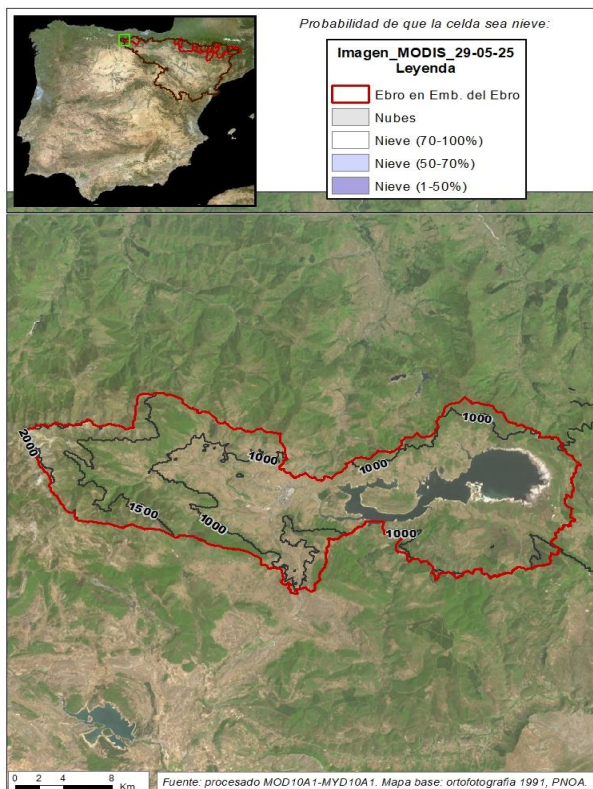 Probabilidad de que la celda sea nieve:
Imagen_MODIS_29-05-25
Leyenda
Ebro en Emb. del Ebro
Nubes
Nieve (70-100%)
Nieve (50-70%)
Nieve (1-50%)
1000
1000
1000
2000
1500
1000
1000
0 2 4 8
Km
Fuente: procesado MOD10A1-MYD10A1. Mapa base: ortofotografía 1991, PNOA.